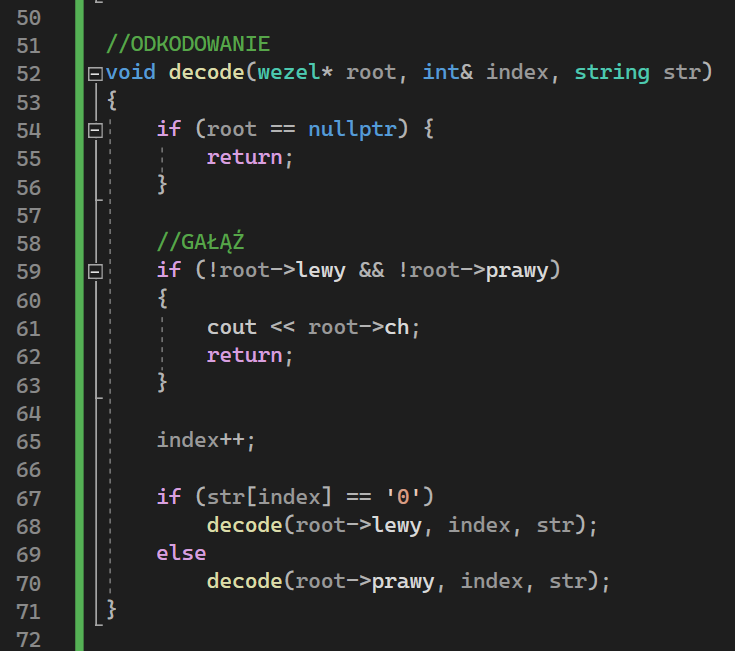 50
51 //ODKODOWANIE
52 void decode(wezel* root, int& index, string str)
53 {
54     if (root == nullptr) {
55         return;
56     }
57
58     //GAŁĄŹ
59     if (!root->lewy && !root->prawy)
60     {
61         cout << root->ch;
62         return;
63     }
64
65     index++;
66
67     if (str[index] == '0')
68         decode(root->lewy, index, str);
69     else
70         decode(root->prawy, index, str);
71 }
72